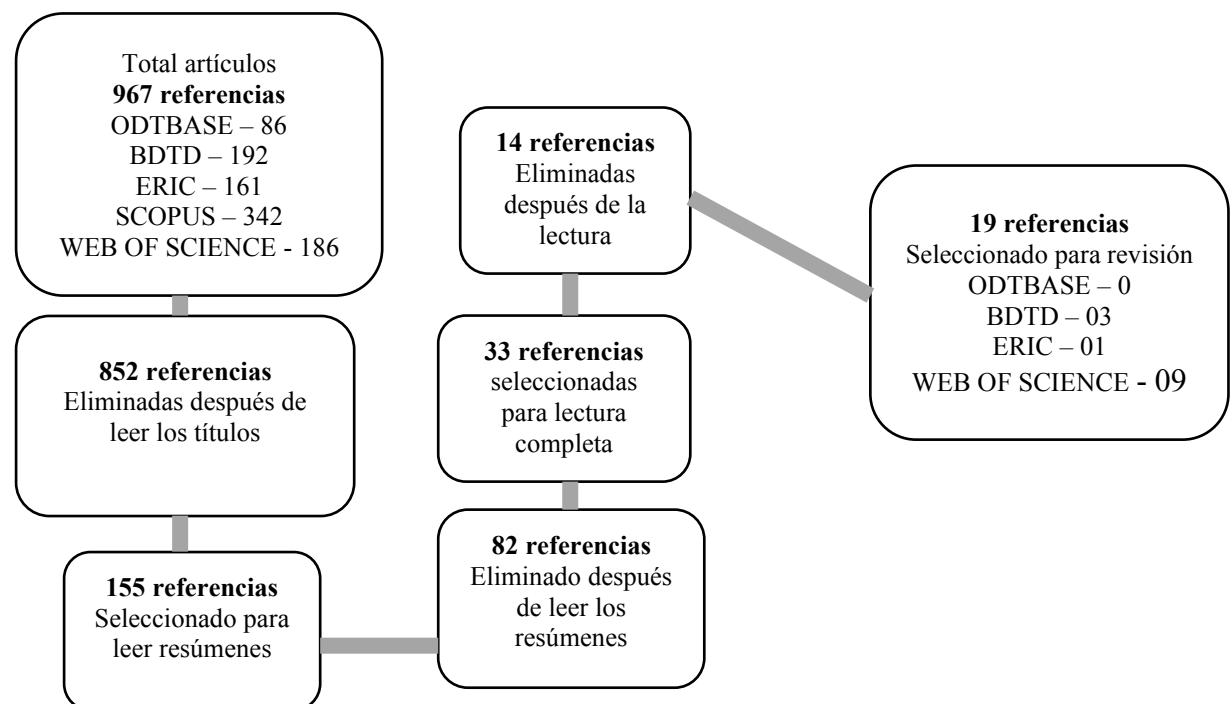 Total artículos
967 referencias
ODTBASE – 86
BDTD – 192
ERIC – 161
SCOPUS – 342
WEB OF SCIENCE - 186
852 referencias
Eliminadas después de
leer los títulos
155 referencias
Seleccionado para
leer resúmenes
82 referencias
Eliminado después
de leer los
resúmenes
33 referencias
seleccionadas
para lectura
completa
14 referencias
Eliminadas
después de la
lectura
19 referencias
Seleccionado para revisión
ODTBASE – 0
BDTD – 03
ERIC – 01
WEB OF SCIENCE - 09